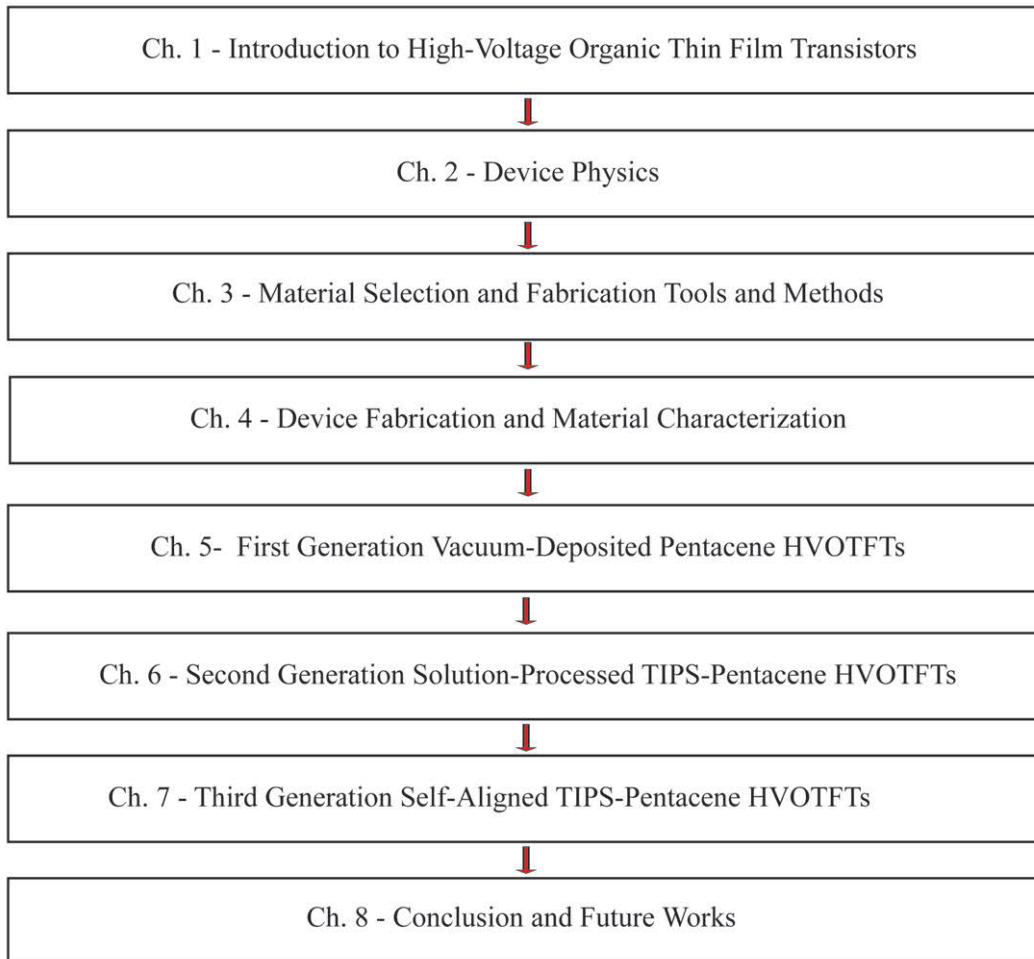 Ch. 1 - Introduction to High-Voltage Organic Thin Film Transistors
Ch. 2 - Device Physics
Ch. 3 - Material Selection and Fabrication Tools and Methods
Ch. 4 - Device Fabrication and Material Characterization
Ch. 5-  First Generation Vacuum-Deposited Pentacene HVOTFTs
Ch. 6 - Second Generation Solution-Processed TIPS-Pentacene HVOTFTs
Ch. 7 - Third Generation Self-Aligned TIPS-Pentacene HVOTFTs
Ch. 8 - Conclusion and Future Works